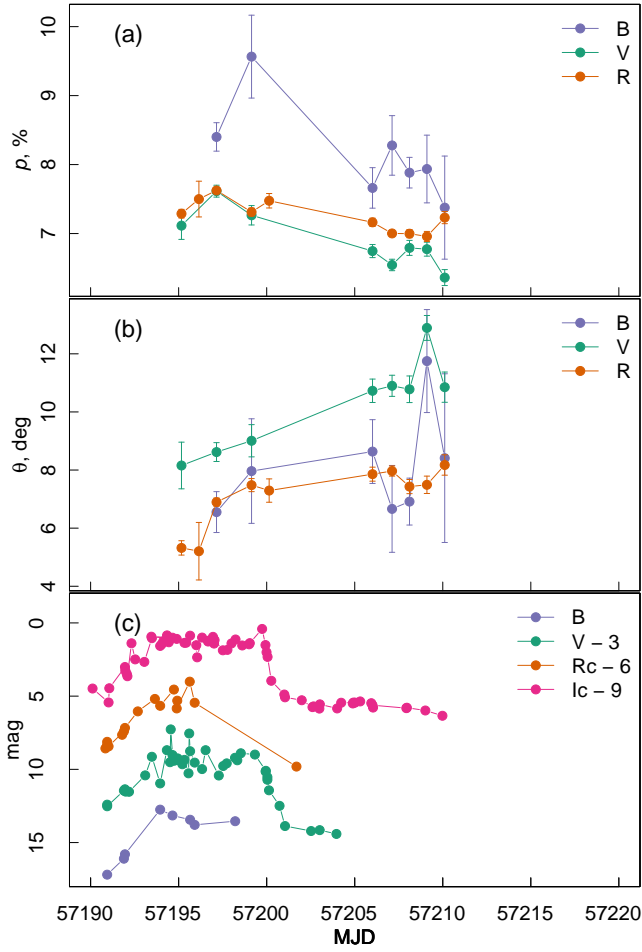 10
9
8
7
p, %
(a)
B
V
R
12
10
8
6
4
θ, deg
(b)
B
V
R
0
5
10
15
mag
(c)
B
V − 3
Rc − 6
Ic − 9
57190 57195 57200 57205 57210 57215 57220
MJD